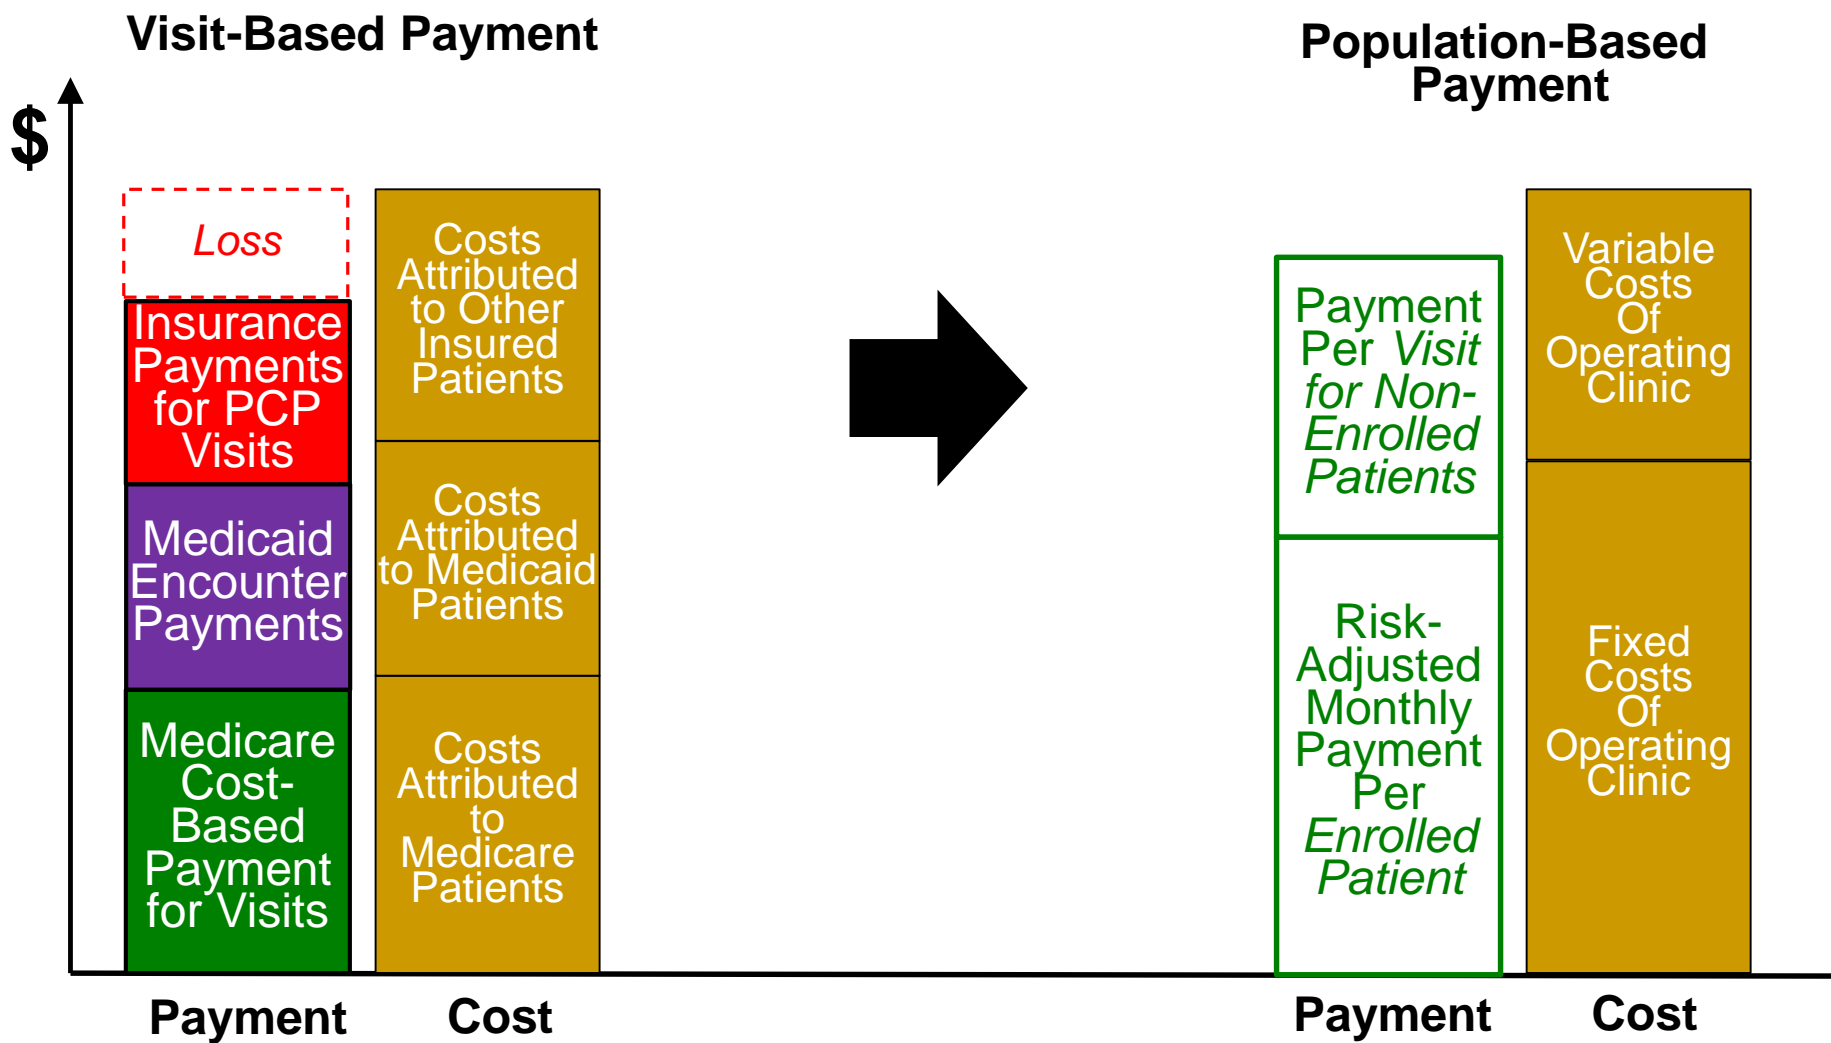 Visit-Based Payment
$
Loss
Insurance
Payments
for PCP
Visits
Medicaid
Encounter
Payments
Medicare
Cost-
Based
Payment
for Visits
Costs
Attributed
to Other
Insured
Patients
Costs
Attributed
to Medicaid
Patients
Costs
Attributed
to
Medicare
Patients
Payment
Cost
Population-Based
Payment
Payment
Per Visit
for Non-
Enrolled
Patients
Risk-
Adjusted
Monthly
Payment
Per
Enrolled
Patient
Variable
Costs
Of
Operating
Clinic
Fixed
Costs
Of
Operating
Clinic
Payment
Cost